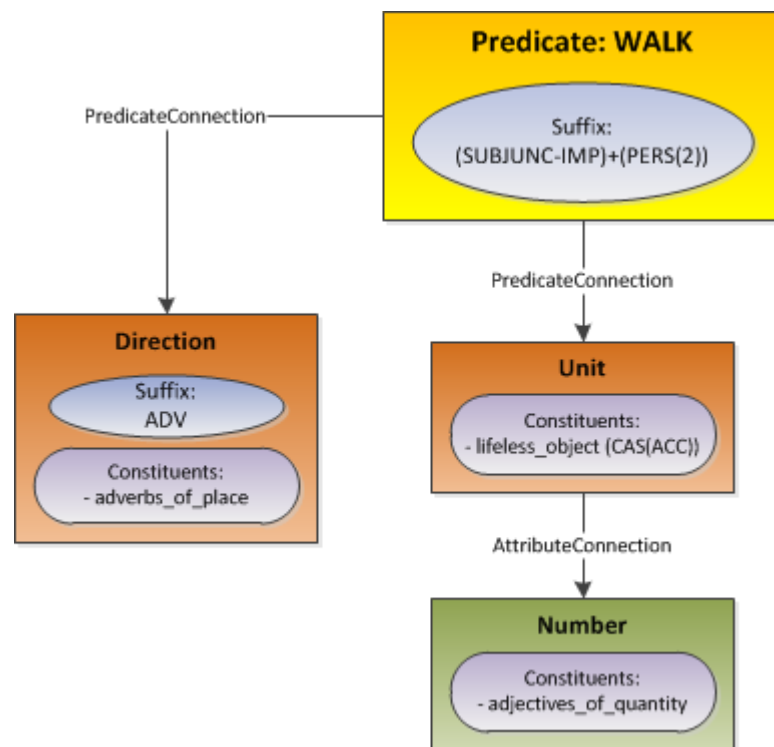 Predicate: WALK
Suffix:
(SUBJUNC-IMP)+(PERS(2))
PredicateConnection
PredicateConnection
Direction
Suffix:
ADV
Constituents:
- adverbs_of_place
Unit
Constituents:
- lifeless_object (CAS(ACC))
AttributeConnection
Number
Constituents:
- adjectives_of_quantity